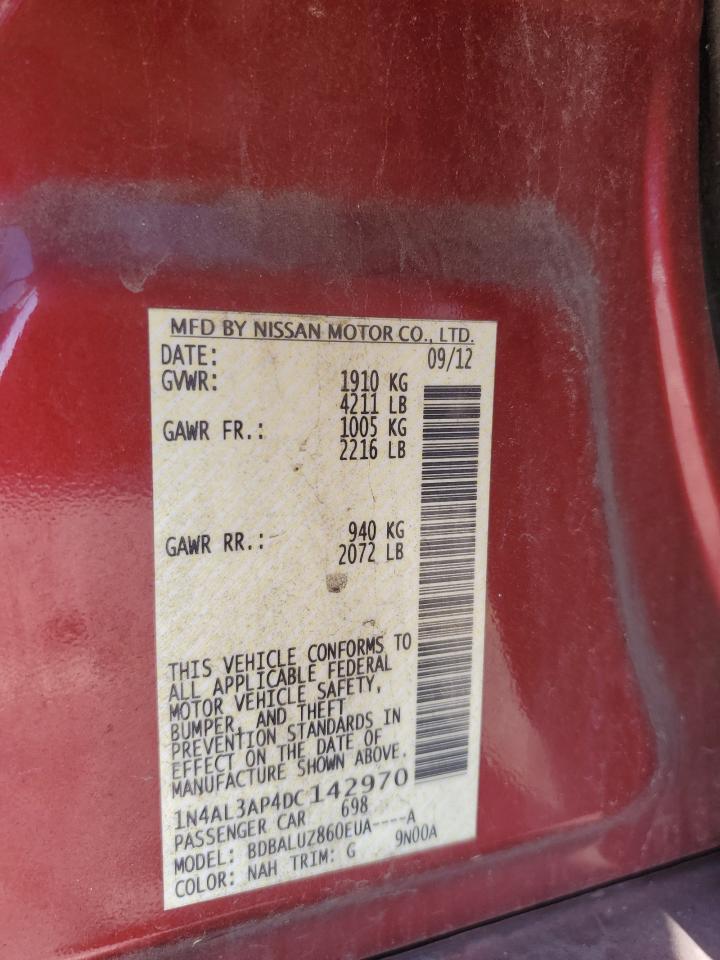 MFD BY NISSAN MOTOR CO., LTD.
DATE: 09/12
GVWR: 1910 KG
4211 LB
GAWR FR.: 1005 KG
2216 LB
GAWR RR.: 940 KG
2072 LB
THIS VEHICLE CONFORMS TO
ALL APPLICABLE FEDERAL
MOTOR VEHICLE SAFETY,
BUMPER, AND THEFT
PREVENTION STANDARDS IN
EFFECT ON THE DATE OF
MANUFACTURE SHOWN ABOVE.
1N4AL3AP4DC142970
PASSENGER CAR 698
MODEL: BDBALUZ860EUA----A
COLOR: NAH TRIM: G 9N00A